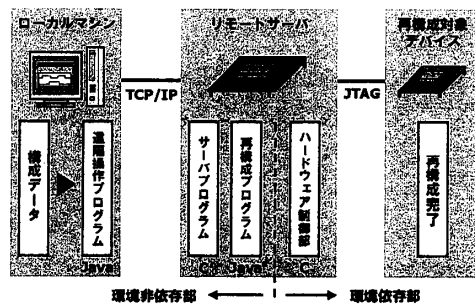 ローカルマシン
リモートサーバ
再構成対象
デバイス
TCP/IP
JTAG
構成データ
遠隔操作プログラム
サーバプログラム
再構成プログラム
ハードウェア制御部
再構成完了
Java
Java
環境非依存部
環境依存部